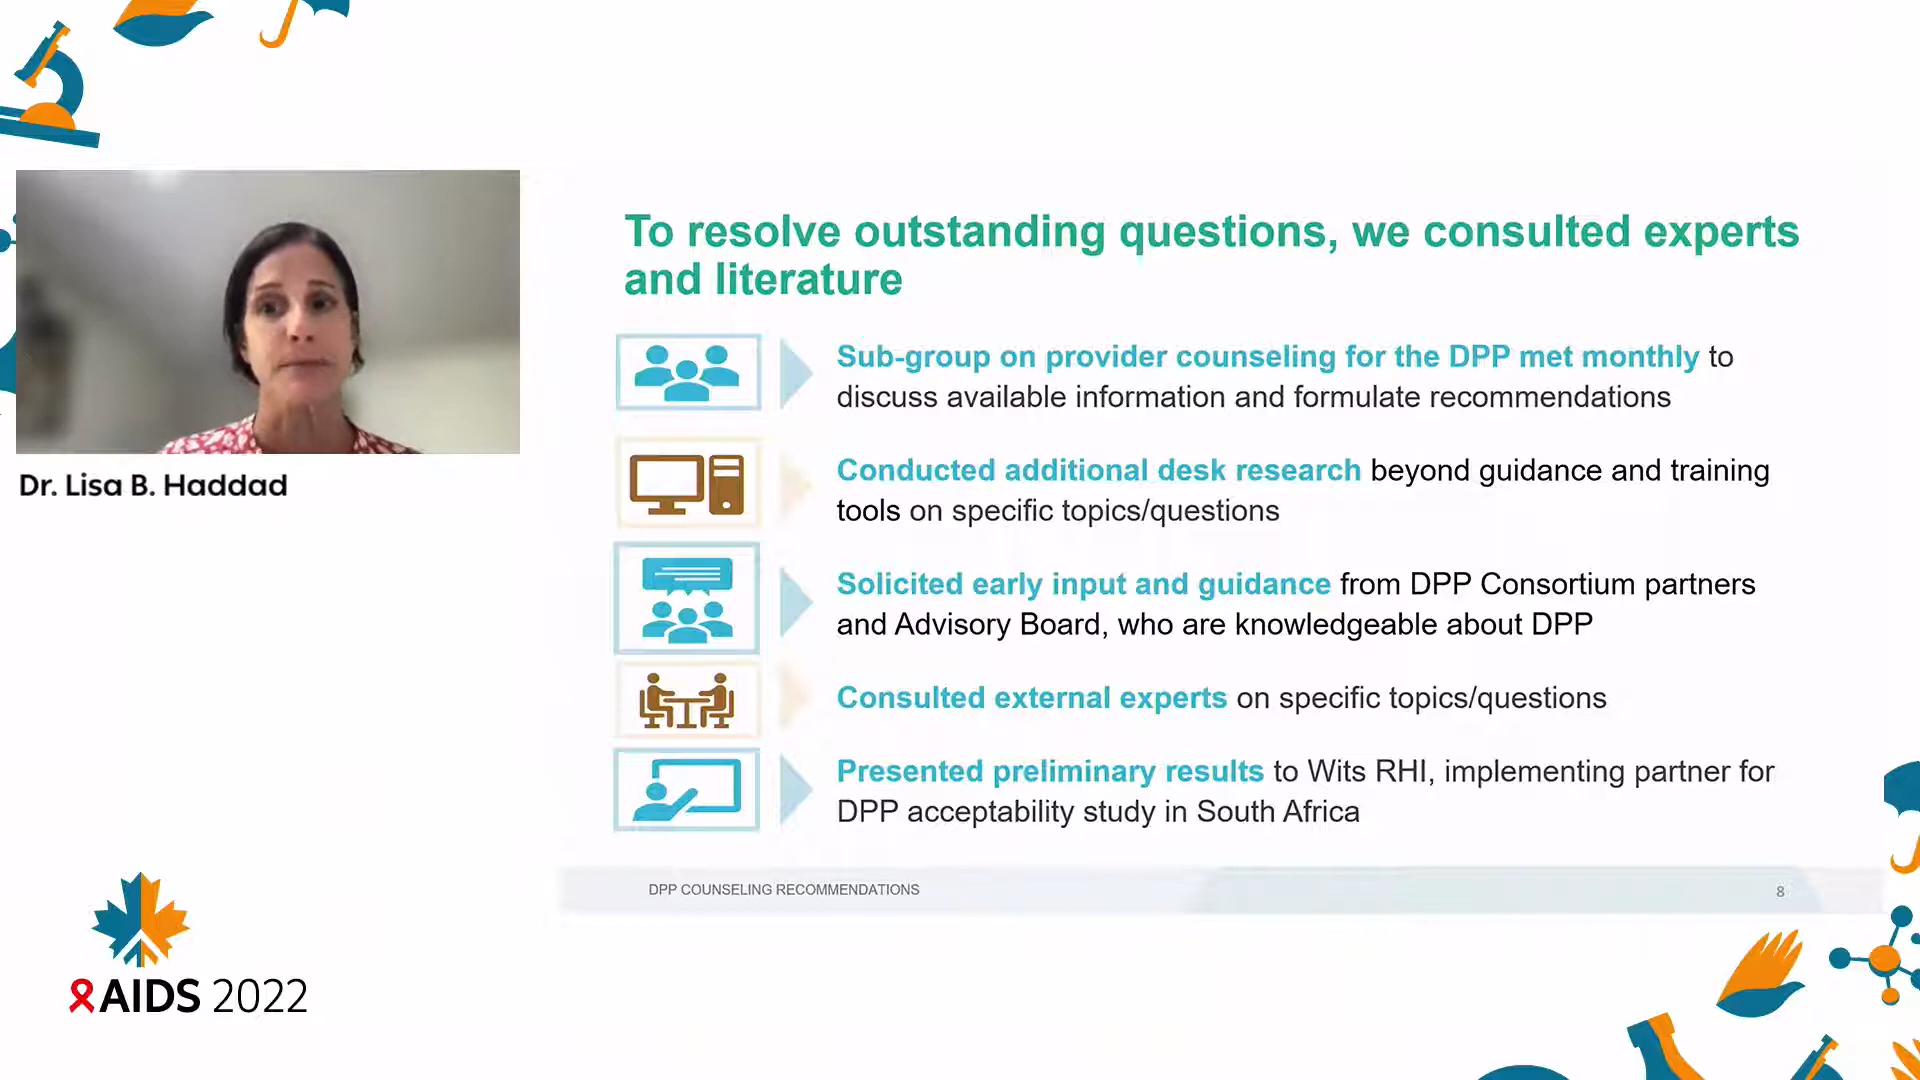 To resolve outstanding questions, we consulted experts
and literature
Sub-group on provider counseling for the DPP met monthly to
discuss available information and formulate recommendations
Conducted additional desk research beyond guidance and training
tools on specific topics/questions
Solicited early input and guidance from DPP Consortium partners
and Advisory Board, who are knowledgeable about DPP
Consulted external experts on specific topics/questions
Presented preliminary results to Wits RHI, implementing partner for
DPP acceptability study in South Africa
DPP COUNSELING RECOMMENDATIONS
8
Dr. Lisa B. Haddad
AIDS 2022